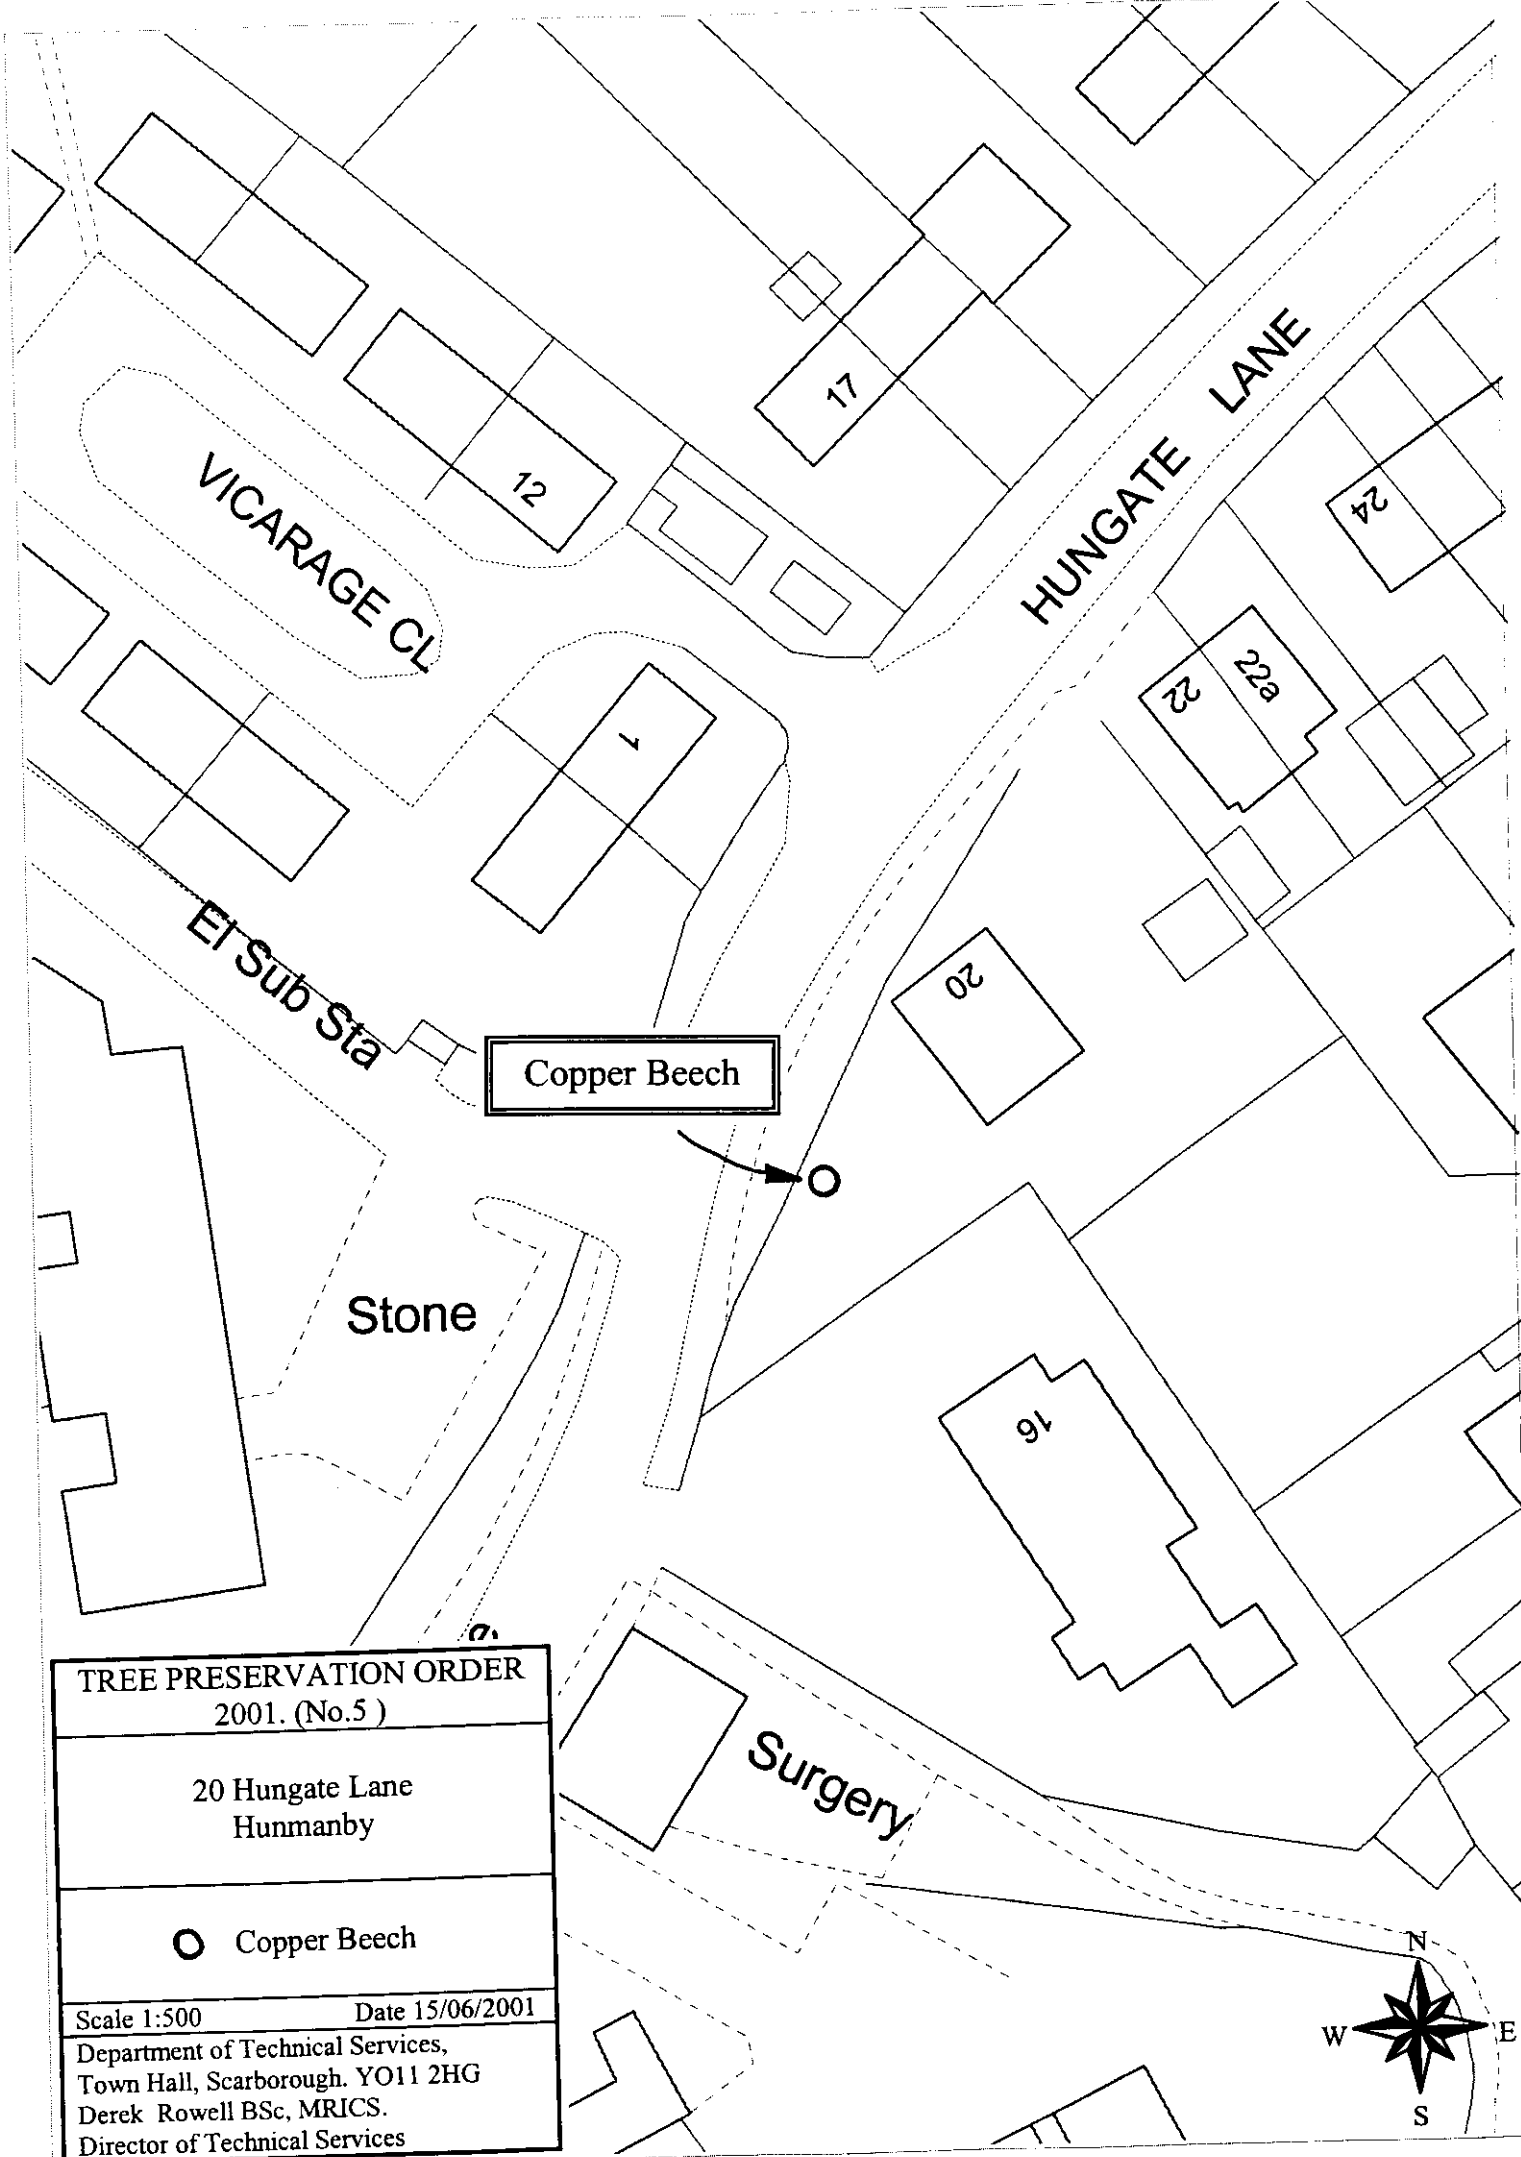 17
HUNGATE LANE
12
VICARAGE CL
24
22
22a
1
El Sub Sta
20
Copper Beech
Stone
16
Surgery
TREE PRESERVATION ORDER
2001. (No.5 )
20 Hungate Lane
Hunmanby
Copper Beech
Scale 1:500 Date 15/06/2001
Department of Technical Services,
Town Hall, Scarborough. YO11 2HG
Derek Rowell BSc, MRICS.
Director of Technical Services
N
W E
S